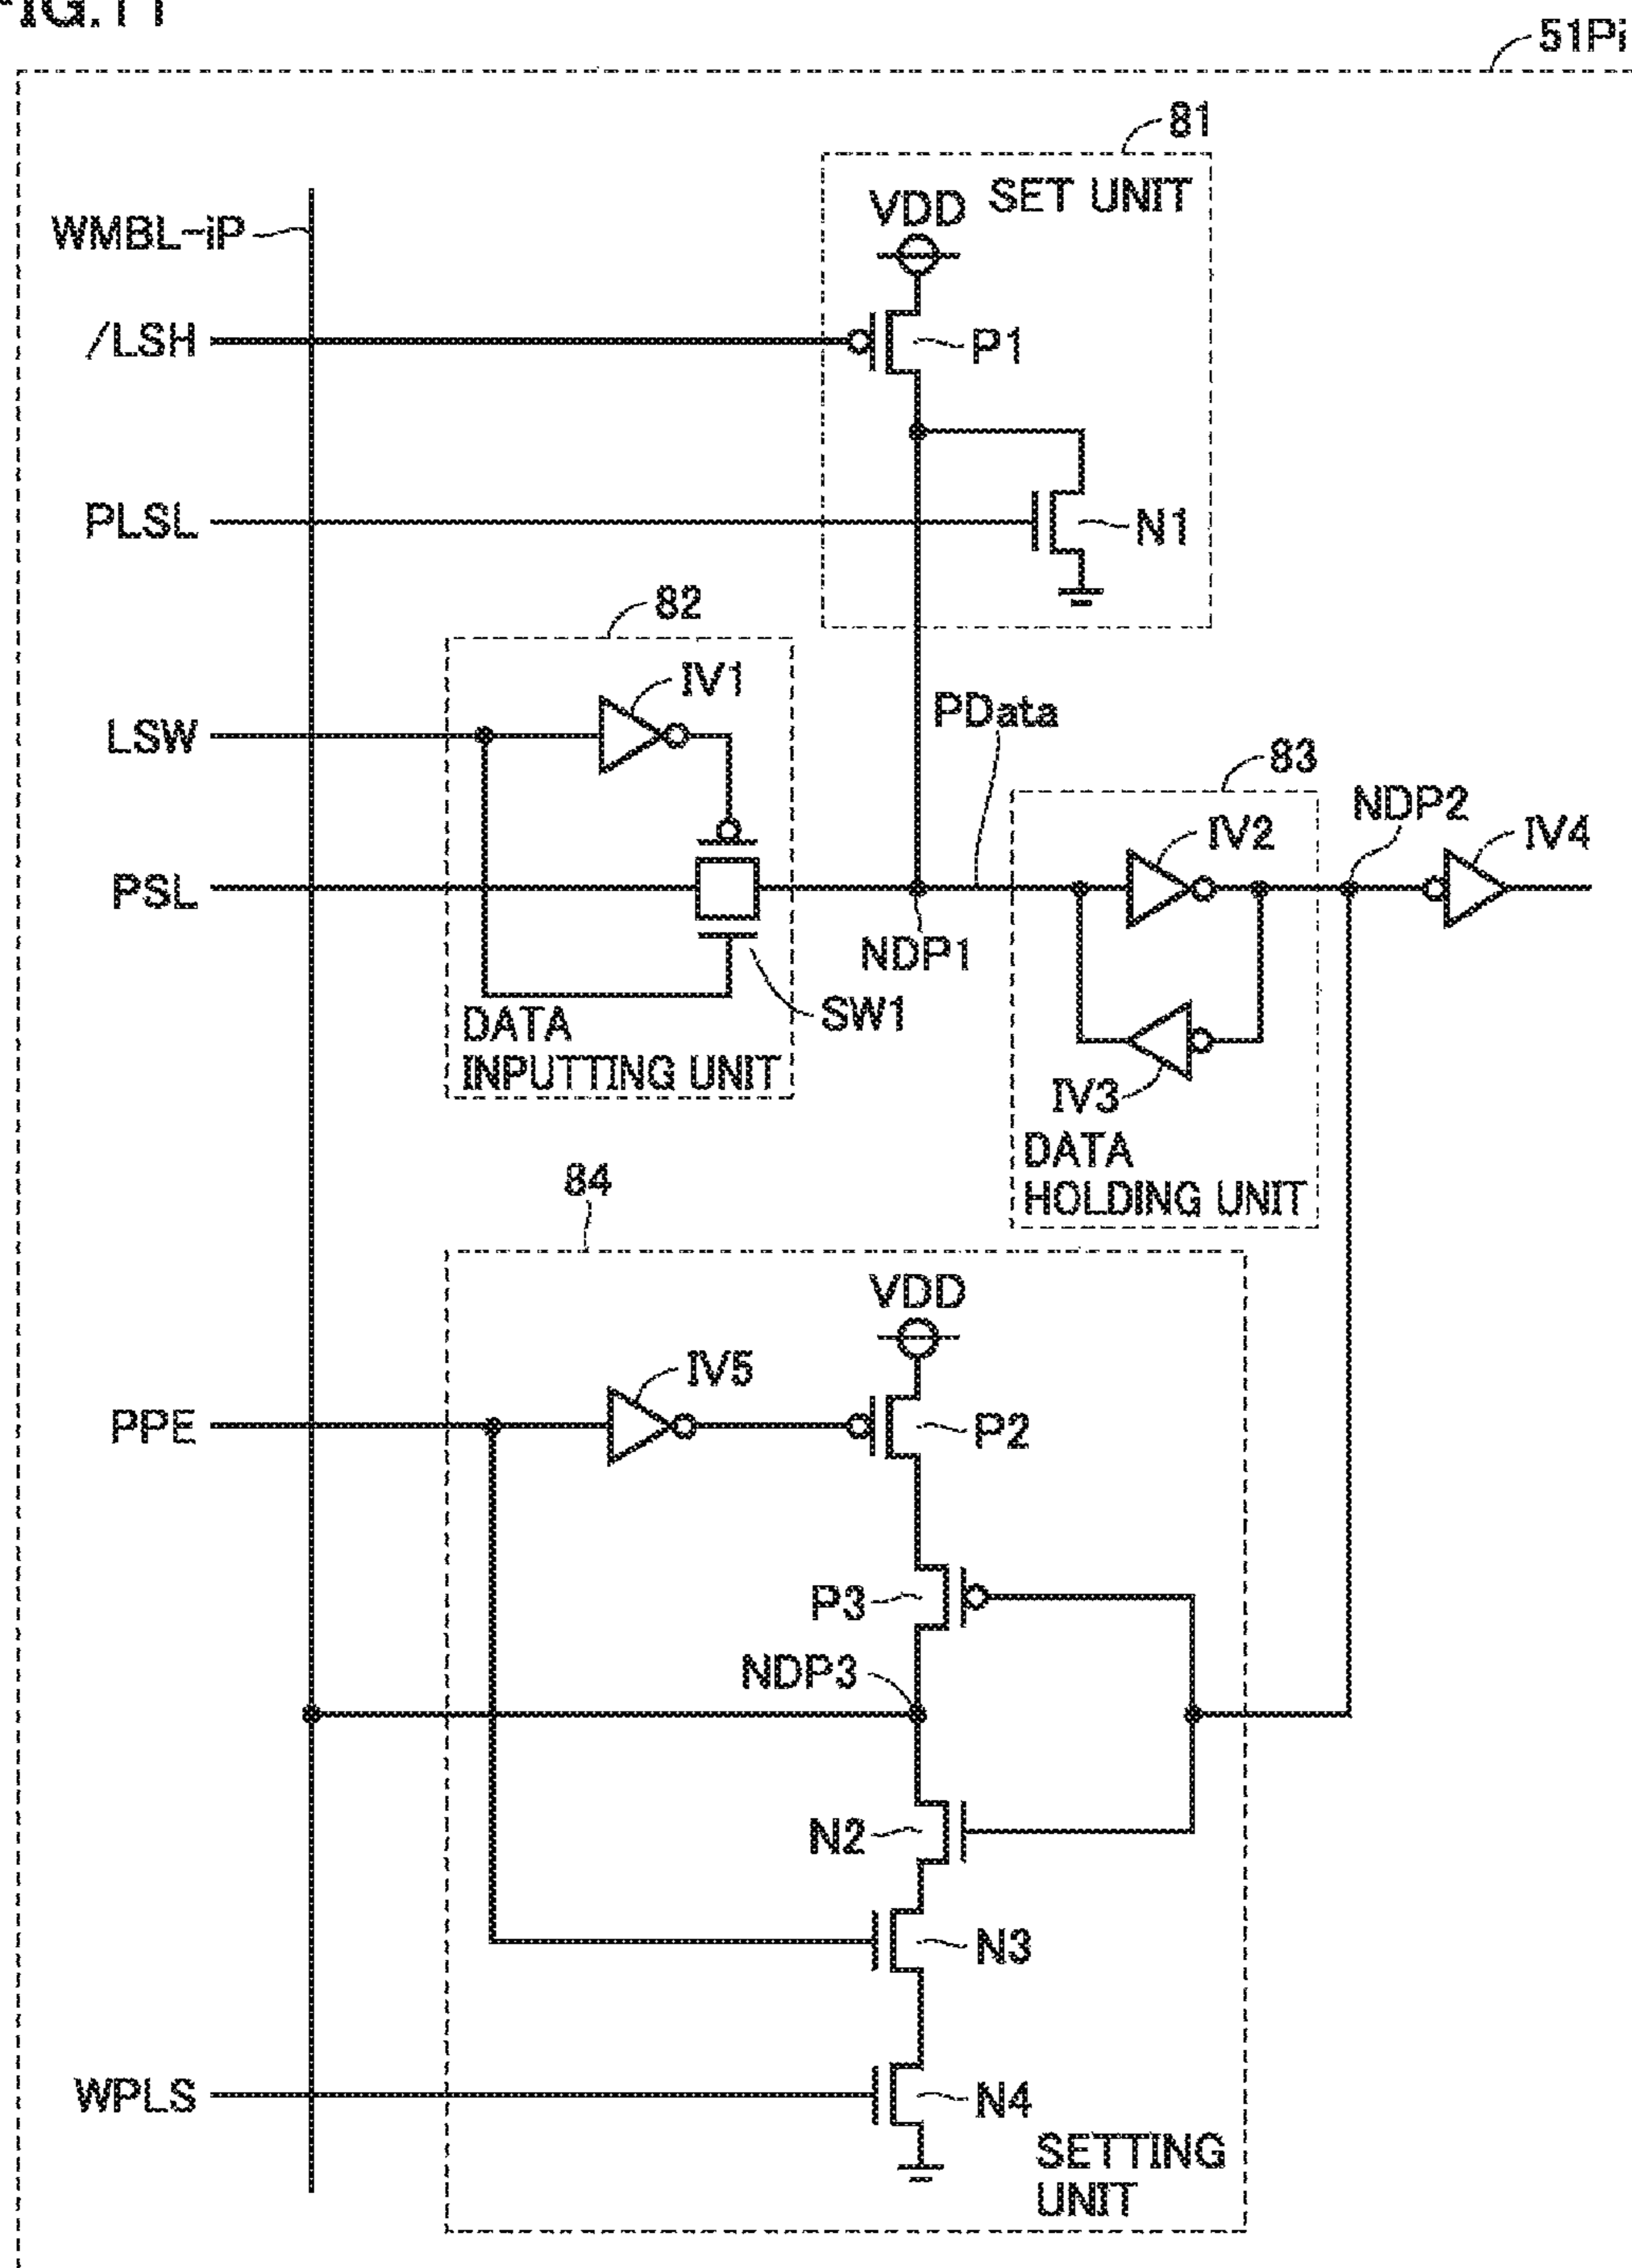 FIG.11
51Pi
81
VDD
SET UNIT
WMBL-iP
/LSH
P1
PLSL
N1
82
IV1
LSW
PData
83
NDP2
IV2
IV4
PSL
NDP1
SW1
DATA
INPUTTING UNIT
IV3
DATA
HOLDING UNIT
84
VDD
IV5
PPE
P2
P3
NDP3
N2
N3
WPLS
N4
SETTING
UNIT